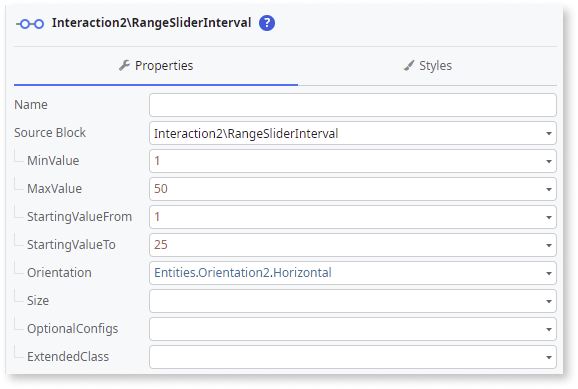 Interaction2\RangeSliderInterval ?
Properties
Styles
Name
Source Block Interaction2\RangeSliderInterval
MinValue 1
MaxValue 50
StartingValueFrom 1
StartingValueTo 25
Orientation Entities.Orientation2.Horizontal
Size
OptionalConfigs
ExtendedClass